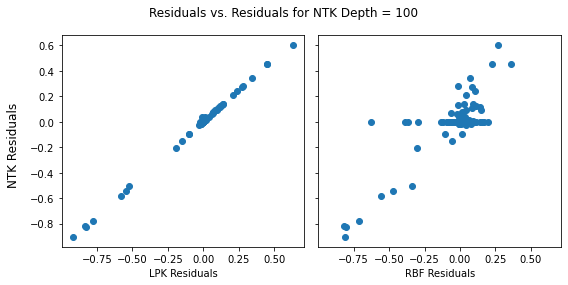 Residuals vs. Residuals for NTK Depth = 100
NTK Residuals
0.6
0.4
0.2
0.0
−0.2
−0.4
−0.6
−0.8
−0.75 −0.50 −0.25 0.00 0.25 0.50
LPK Residuals
−0.75 −0.50 −0.25 0.00 0.25 0.50
RBF Residuals